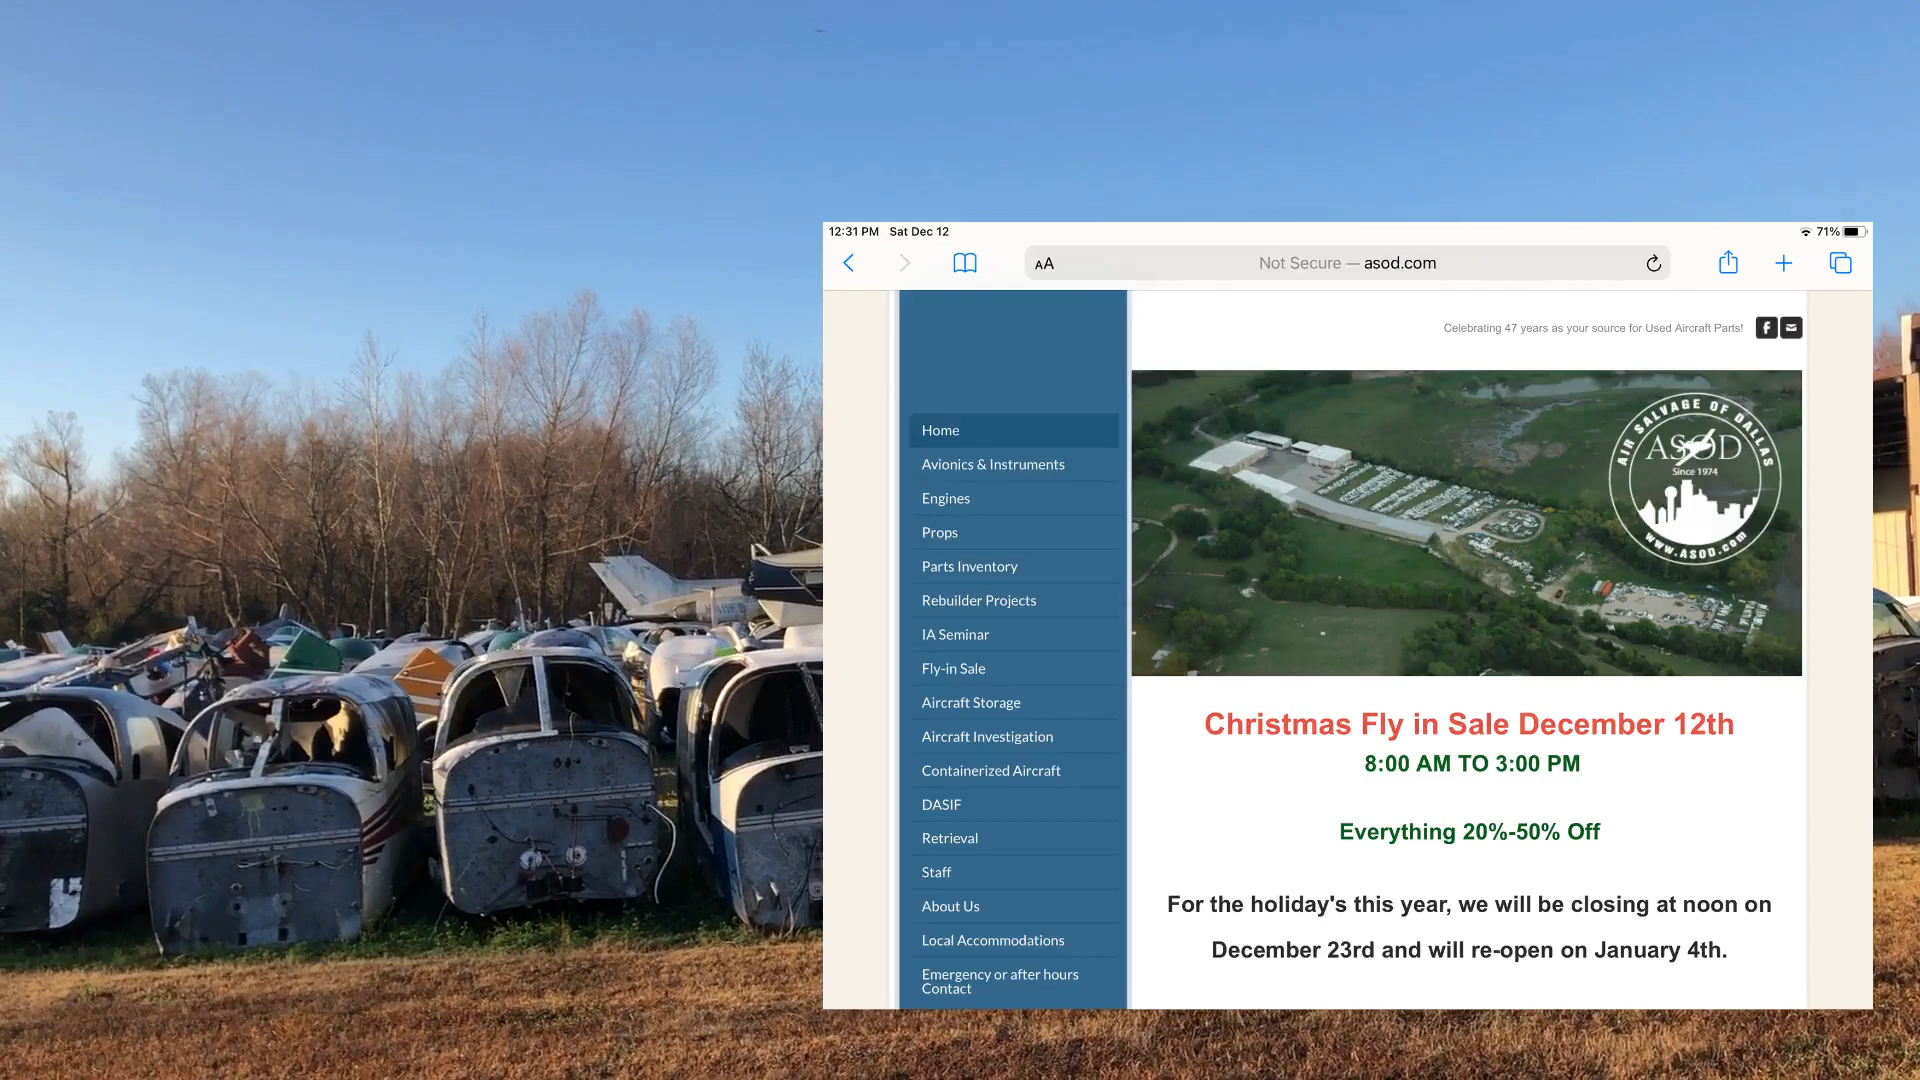 12:31 PM Sat Dec 12
71%
AA
Not Secure — asod.com
Celebrating 47 years as your source for Used Aircraft Parts!
f
AIR SALVAGE OF DALLAS
ASOD
Since 1974
WWW.ASOD.COM
Home
Avionics & Instruments
Engines
Props
Parts Inventory
Rebuilder Projects
IA Seminar
Fly-in Sale
Aircraft Storage
Aircraft Investigation
Containerized Aircraft
DASIF
Retrieval
Staff
About Us
Local Accommodations
Emergency or after hours
Contact
Christmas Fly in Sale December 12th
8:00 AM TO 3:00 PM
Everything 20%-50% Off
For the holiday's this year, we will be closing at noon on
December 23rd and will re-open on January 4th.